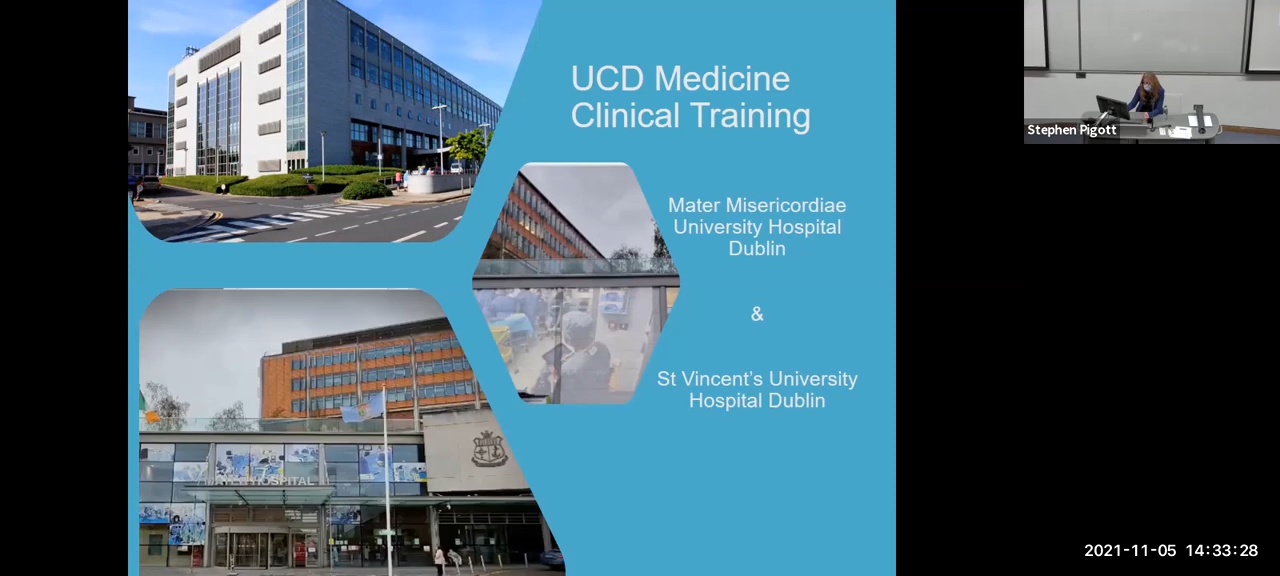 UCD Medicine
Clinical Training
Mater Misericordiae
University Hospital
Dublin
&
St Vincent's University
Hospital Dublin
HOSPITAL
Stephen Pigott
2021-11-05 14:33:28